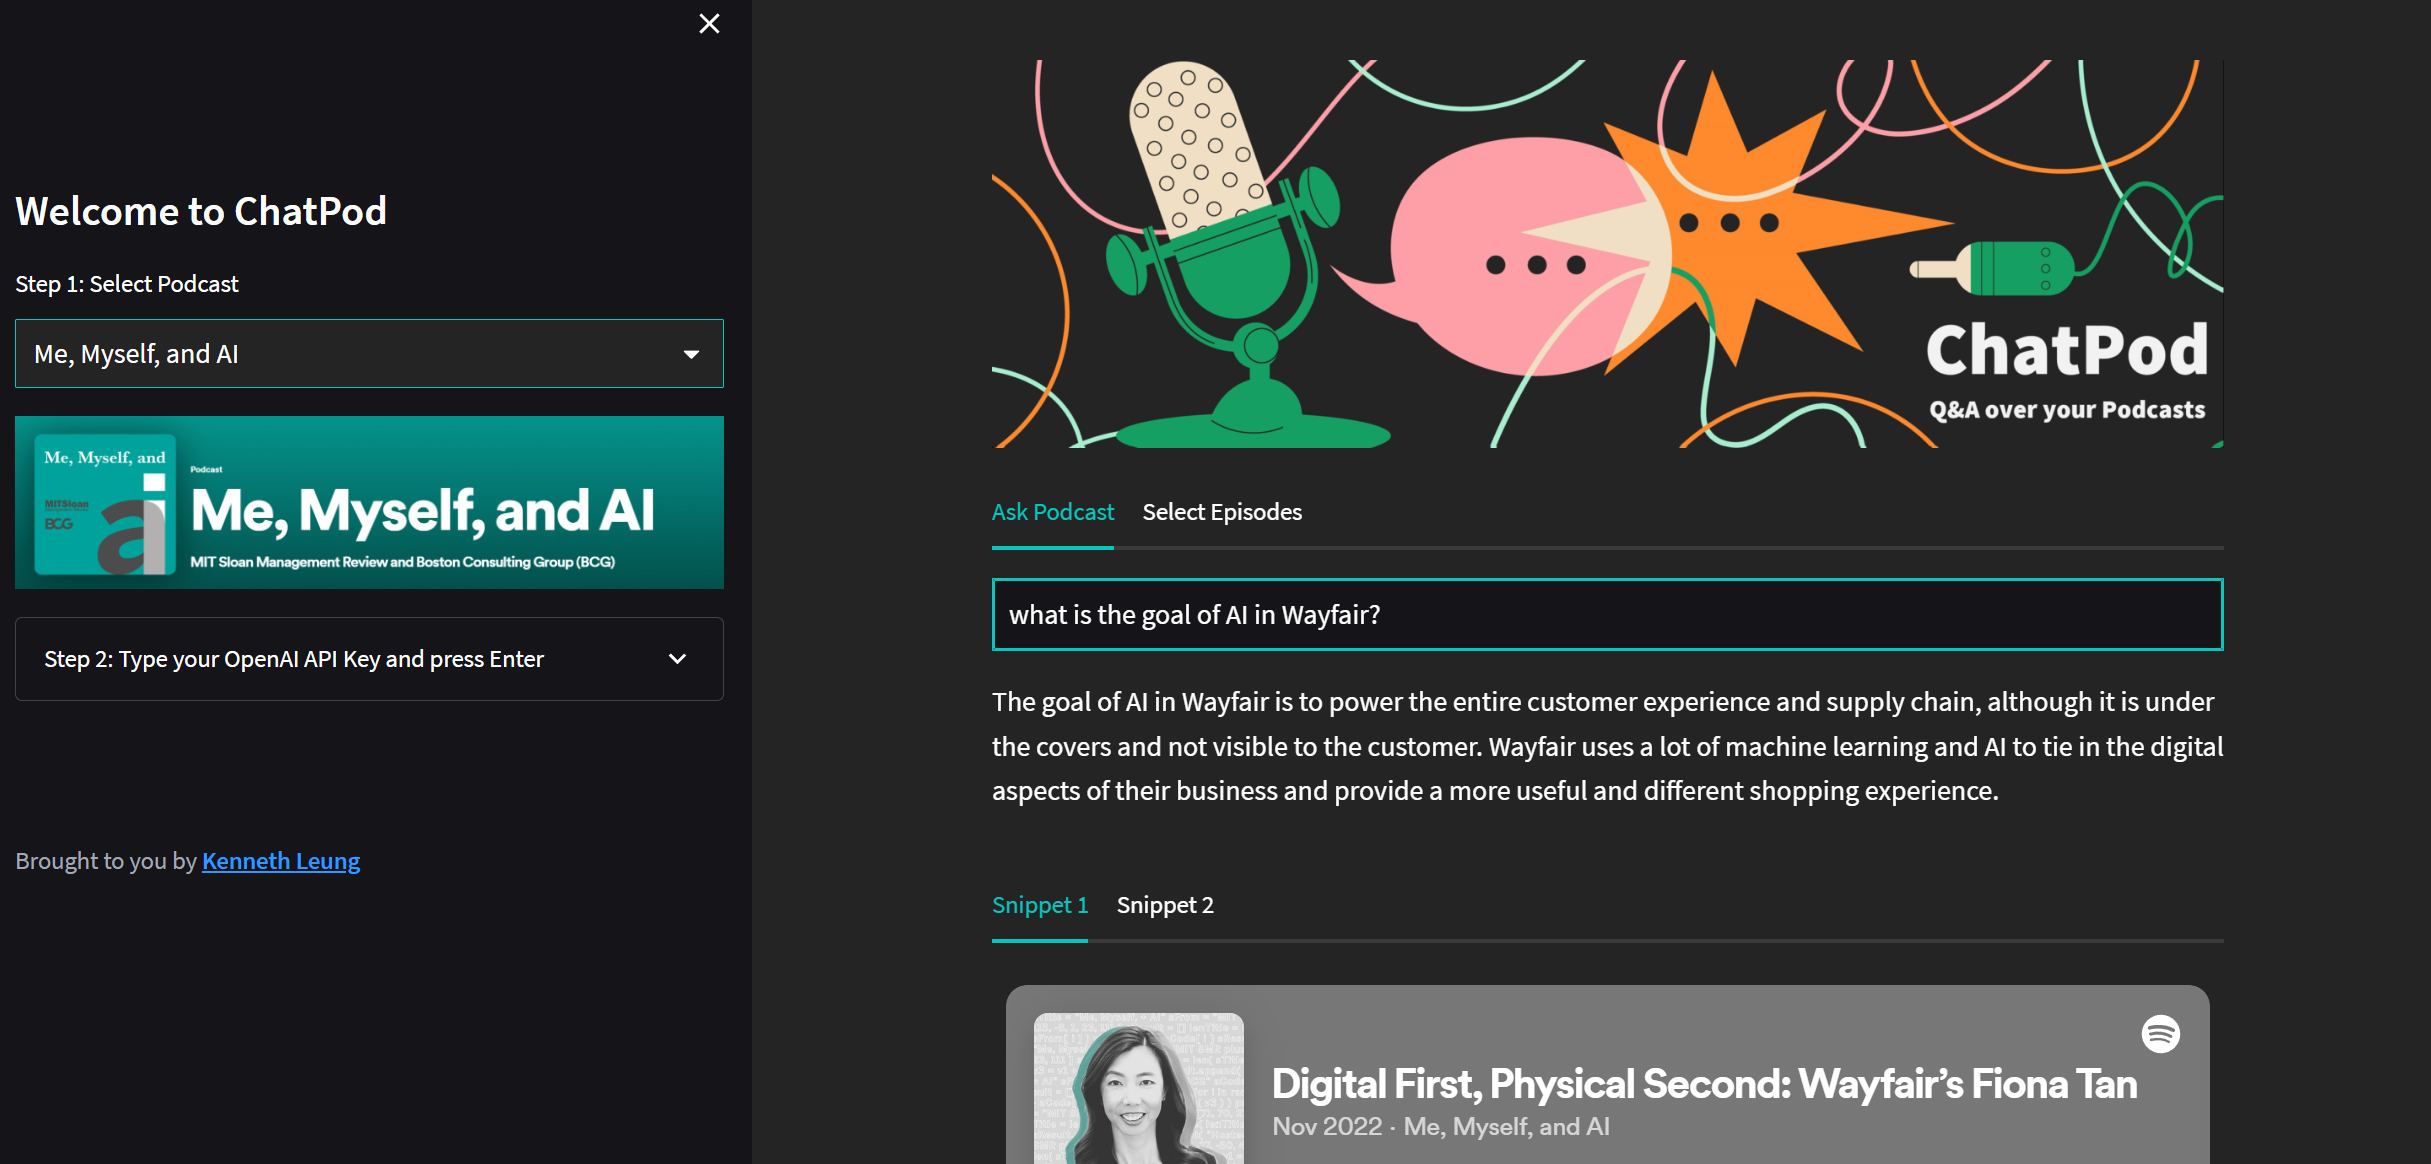 Welcome to ChatPod
Step 1: Select Podcast
Me, Myself, and AI
Me, Myself, and
MITSloan
BCG
ai
Podcast
Me, Myself, and AI
MIT Sloan Management Review and Boston Consulting Group (BCG)
Step 2: Type your OpenAI API Key and press Enter
Brought to you by Kenneth Leung
ChatPod
Q&A over your Podcasts
Ask Podcast
Select Episodes
what is the goal of AI in Wayfair?
The goal of AI in Wayfair is to power the entire customer experience and supply chain, although it is under
the covers and not visible to the customer. Wayfair uses a lot of machine learning and AI to tie in the digital
aspects of their business and provide a more useful and different shopping experience.
Snippet 1
Snippet 2
Digital First, Physical Second: Wayfair's Fiona Tan
Nov 2022 · Me, Myself, and AI